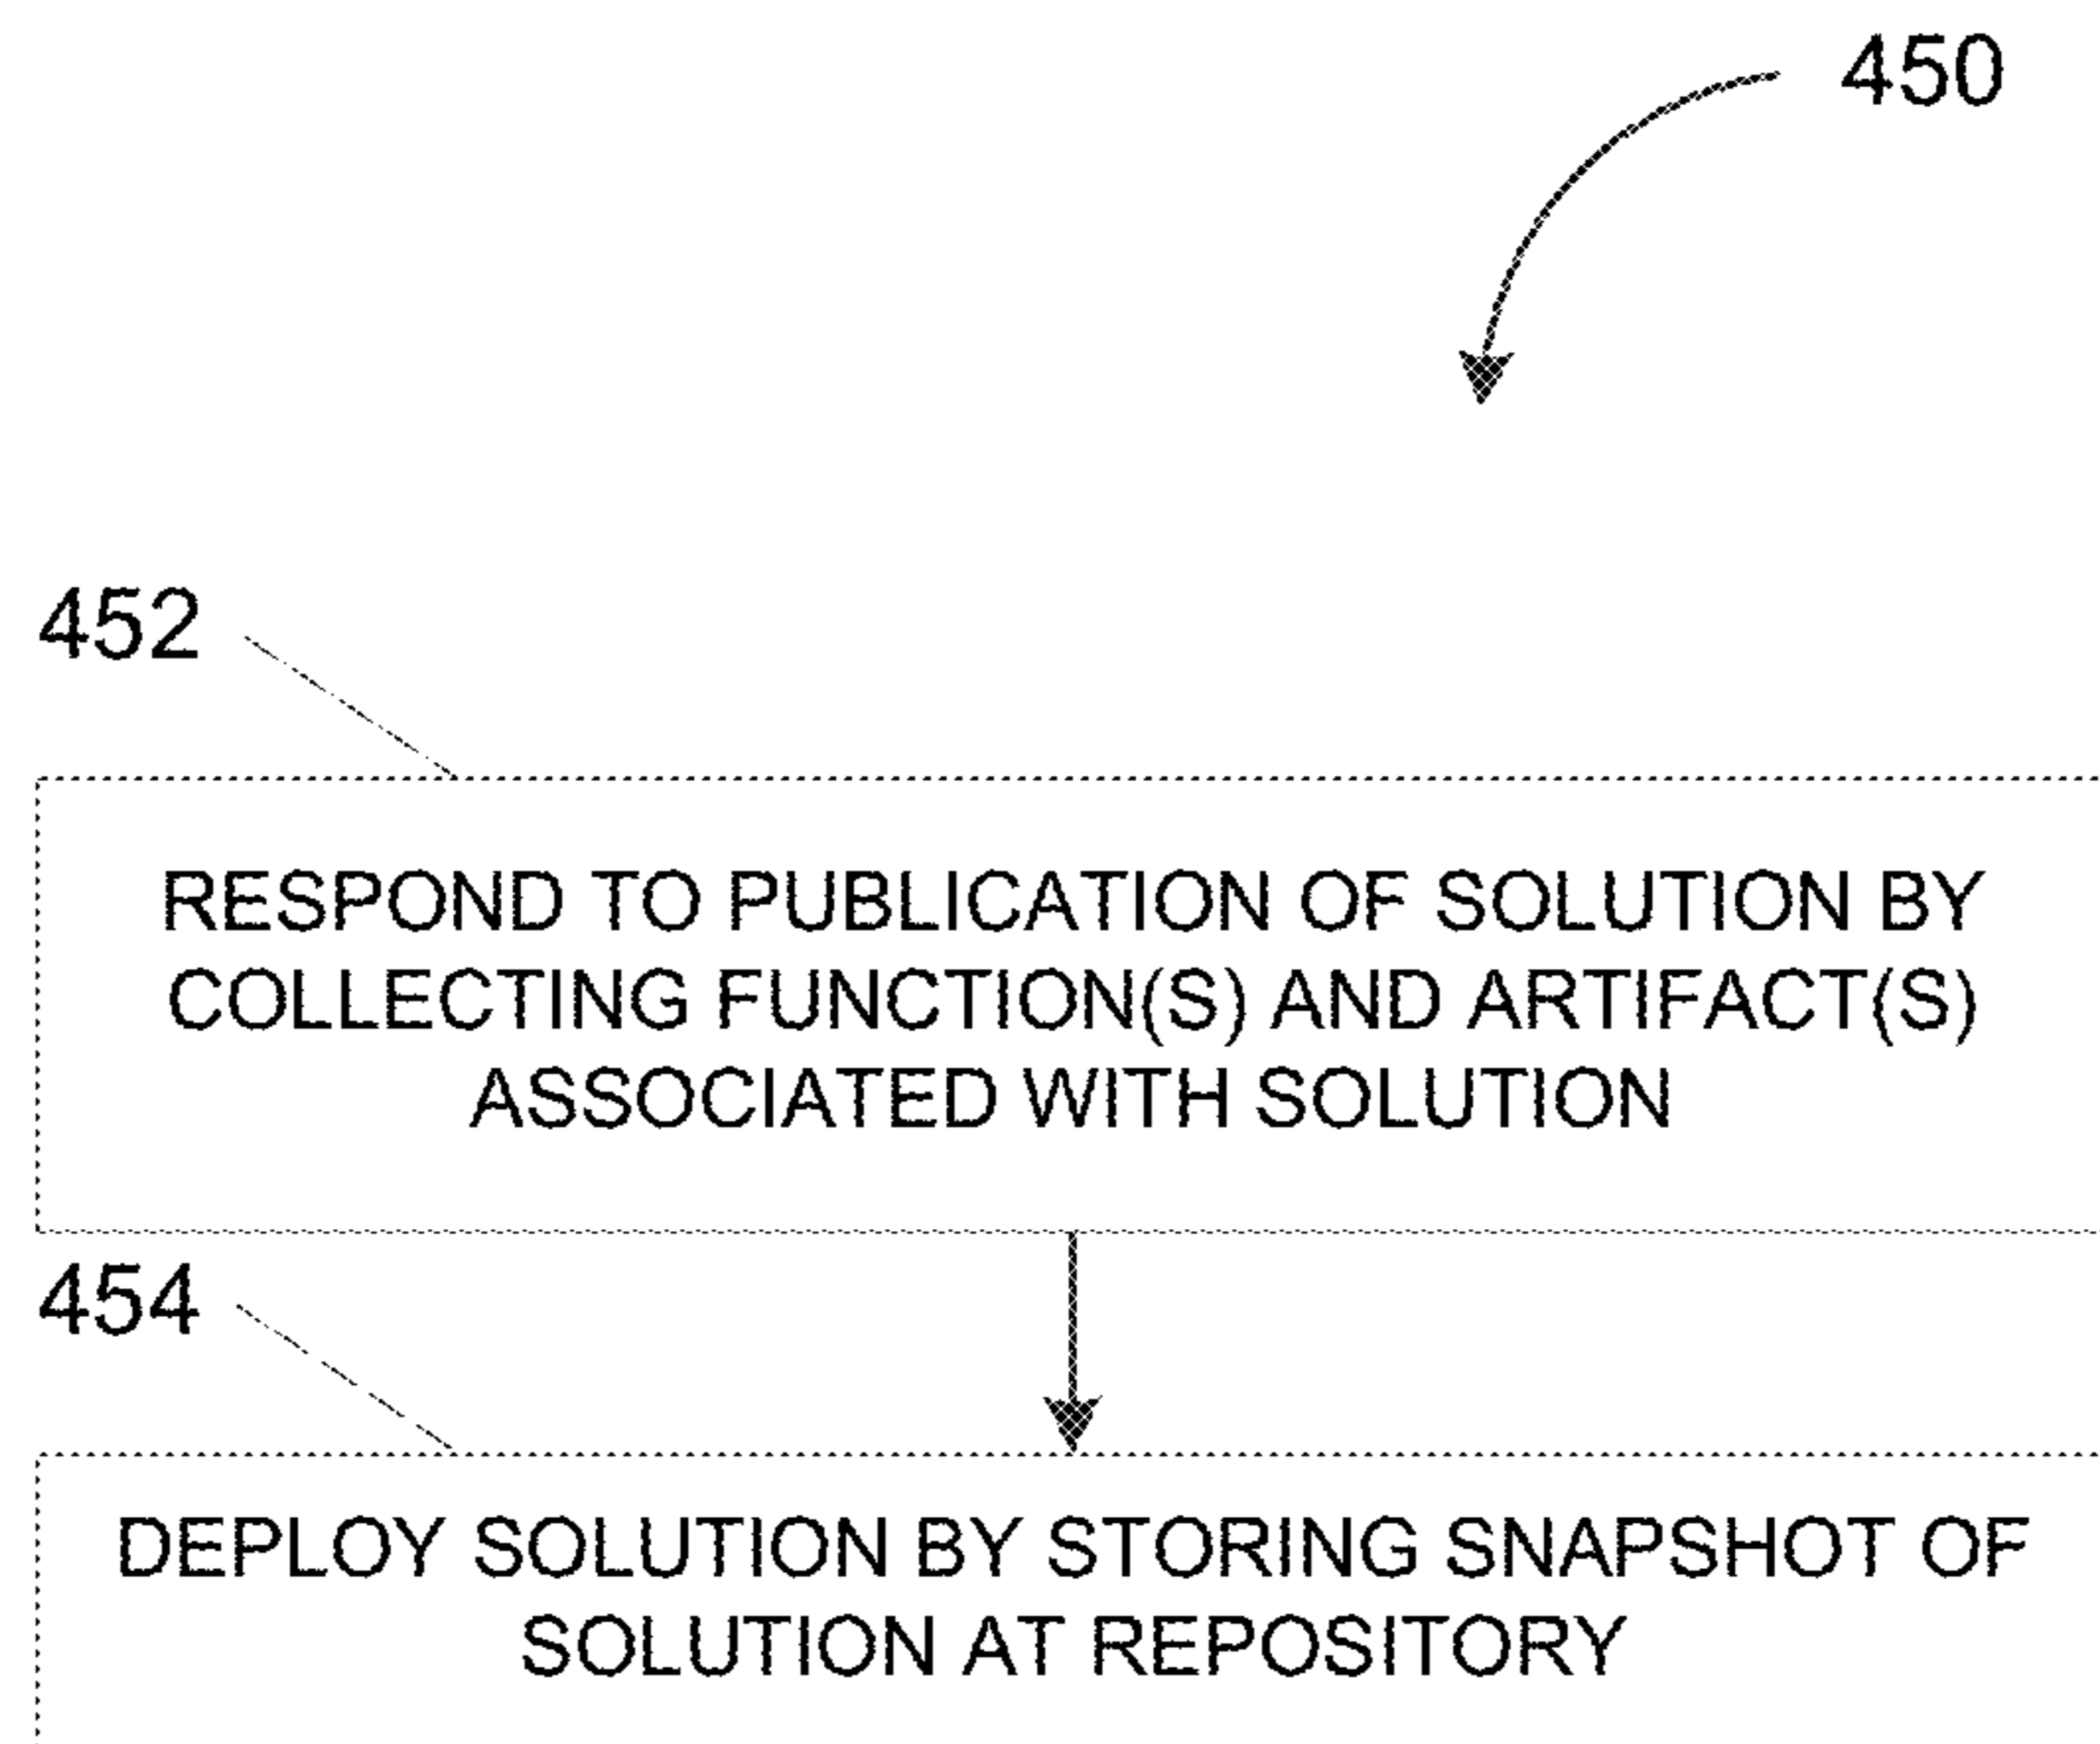 450
452
RESPOND TO PUBLICATION OF SOLUTION BY
COLLECTING FUNCTION(S) AND ARTIFACT(S)
ASSOCIATED WITH SOLUTION
454
DEPLOY SOLUTION BY STORING SNAPSHOT OF
SOLUTION AT REPOSITORY